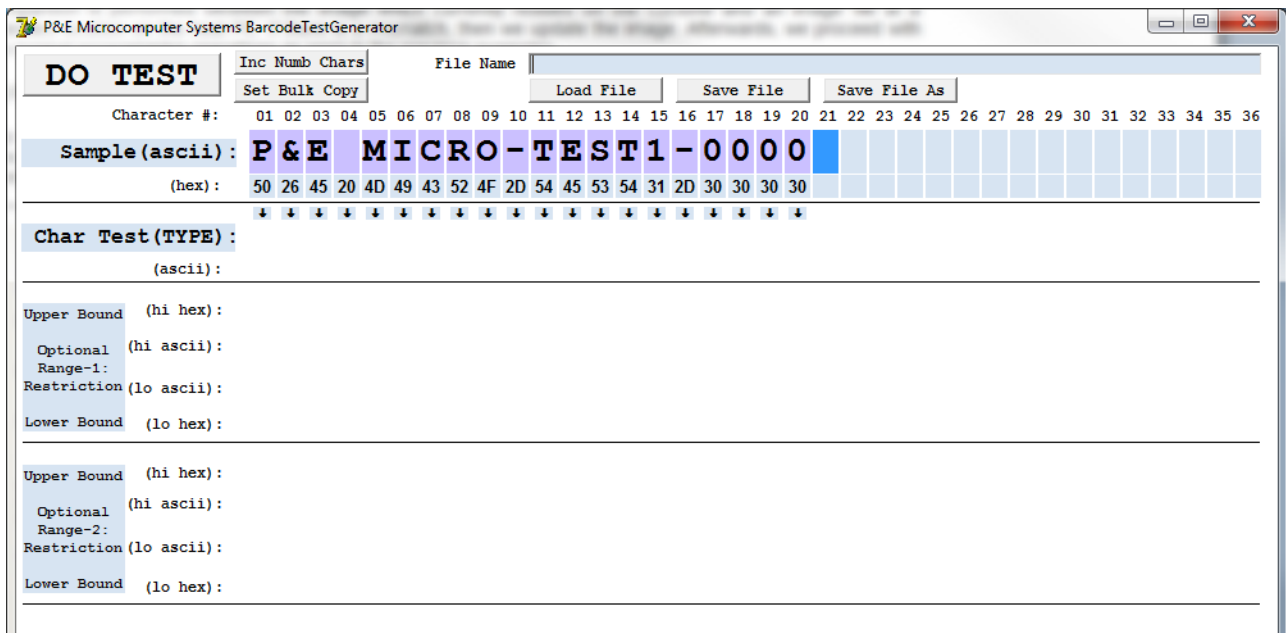 P&E Microcomputer Systems BarcodeTestGenerator
DO TEST
Inc Numb Chars
File Name
Set Bulk Copy
Load File
Save File
Save File As
Character #: 01 02 03 04 05 06 07 08 09 10 11 12 13 14 15 16 17 18 19 20 21 22 23 24 25 26 27 28 29 30 31 32 33 34 35 36
Sample(ascii): P&E MICRO-TEST1-0000
(hex): 50 26 45 20 4D 49 43 52 4F 2D 54 45 53 54 31 2D 30 30 30 30
Char Test(TYPE):
(ascii):
Upper Bound (hi hex):
Optional (hi ascii):
Range-1:
Restriction (lo ascii):
Lower Bound (lo hex):
Upper Bound (hi hex):
Optional (hi ascii):
Range-2:
Restriction (lo ascii):
Lower Bound (lo hex):